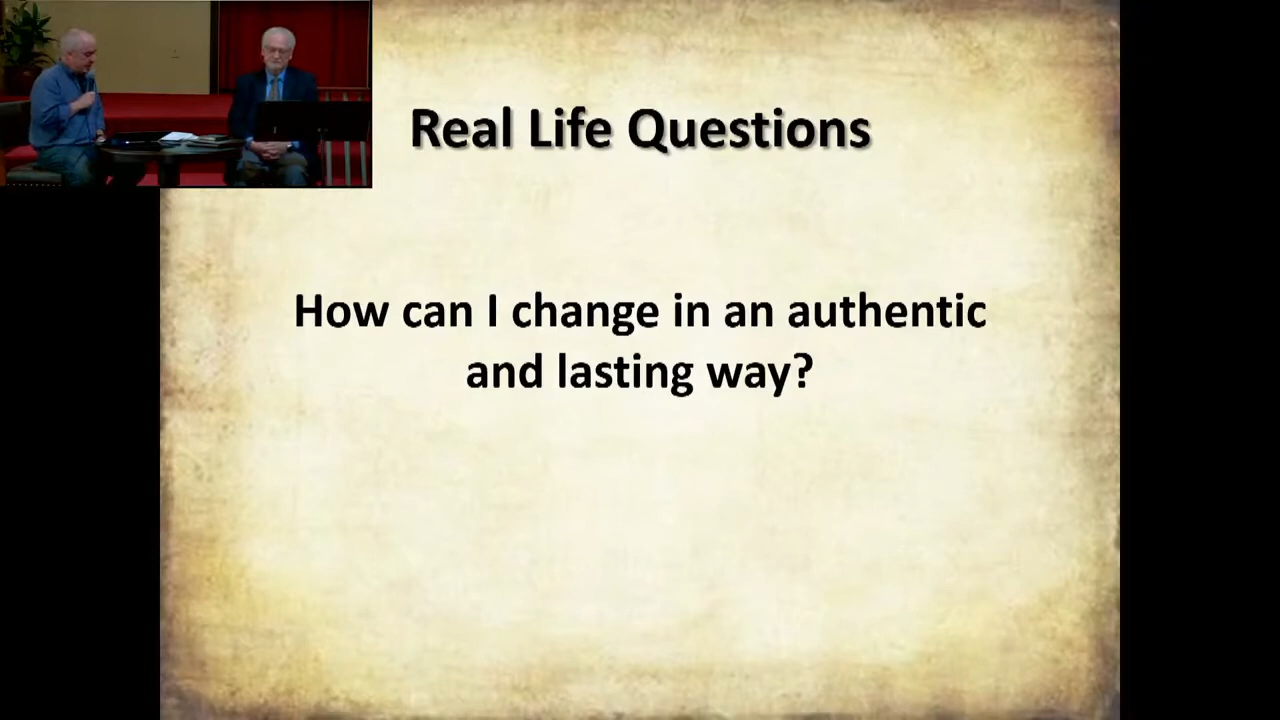 Real Life Questions
How can I change in an authentic
and lasting way?